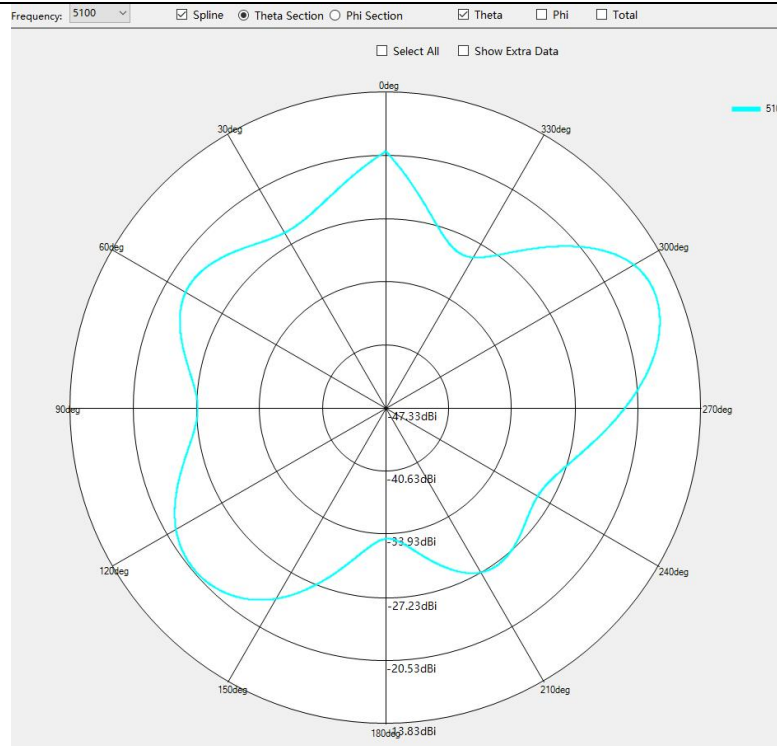 Frequency: 5100 Spline Theta Section Phi Section Theta Phi Total
Select All Show Extra Data
0deg
30deg 330deg
60deg 300deg
90deg 270deg
-47.33dBi
-40.63dBi
-33.93dBi
120deg 240deg
-27.23dBi
-20.53dBi
150deg 210deg
180deg -13.83dBi